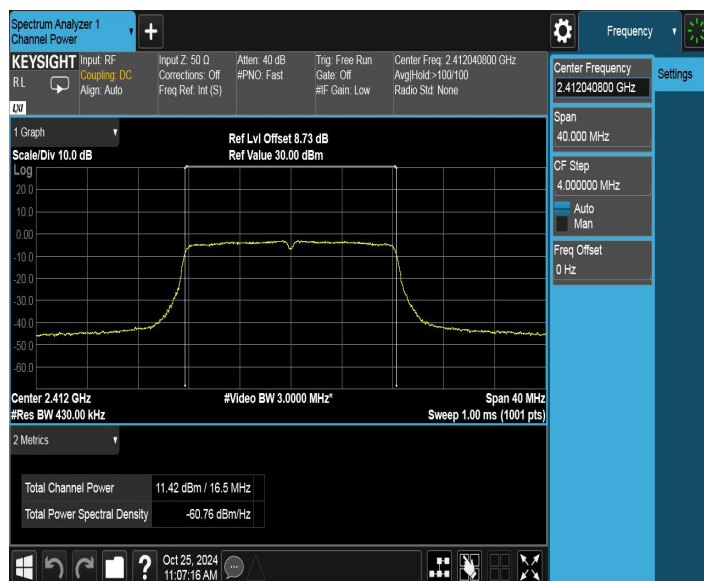 Spectrum Analyzer 1
Channel Power
+
Frequency
KEYSIGHT
RL
LXI
Input: RF
Coupling: DC
Align: Auto
Input Z: 50 Ω
Corrections: Off
Freq Ref: Int (S)
Atten: 40 dB
#PNO: Fast
Trig: Free Run
Gate: Off
#IF Gain: Low
Center Freq: 2.412040800 GHz
Avg|Hold:>100/100
Radio Std: None
Center Frequency
2.412040800 GHz
Settings
Span
40.000 MHz
CF Step
4.000000 MHz
Auto
Man
Freq Offset
0 Hz
1 Graph
Scale/Div 10.0 dB
Ref Lvl Offset 8.73 dB
Ref Value 30.00 dBm
Log
20.0
10.0
0.00
-10.0
-20.0
-30.0
-40.0
-50.0
-60.0
Center 2.412 GHz
#Video BW 3.0000 MHz*
Span 40 MHz
#Res BW 430.00 kHz
Sweep 1.00 ms (1001 pts)
2 Metrics
Total Channel Power 11.42 dBm / 16.5 MHz
Total Power Spectral Density -60.76 dBm/Hz
?
Oct 25, 2024
11:07:16 AM